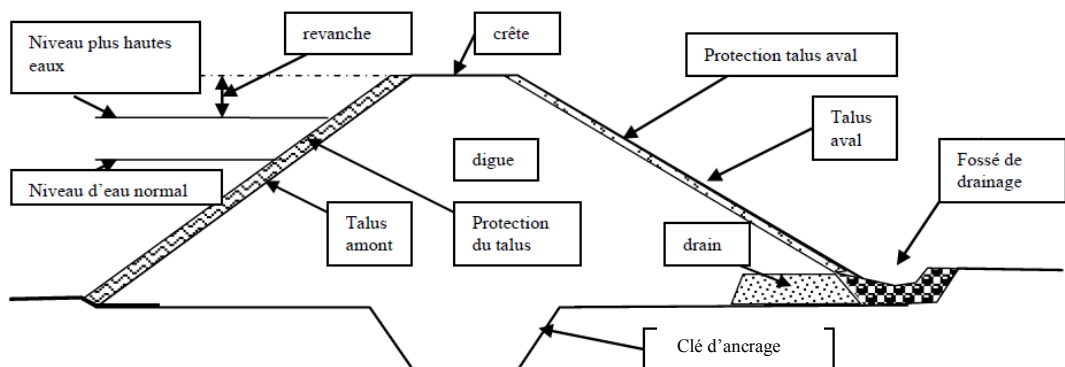 Niveau plus hautes
eaux
revanche
crête
Protection talus aval
Talus
aval
digue
Fossé de
drainage
Niveau d’eau normal
Talus
amont
Protection
du talus
drain
Clé d’ancrage